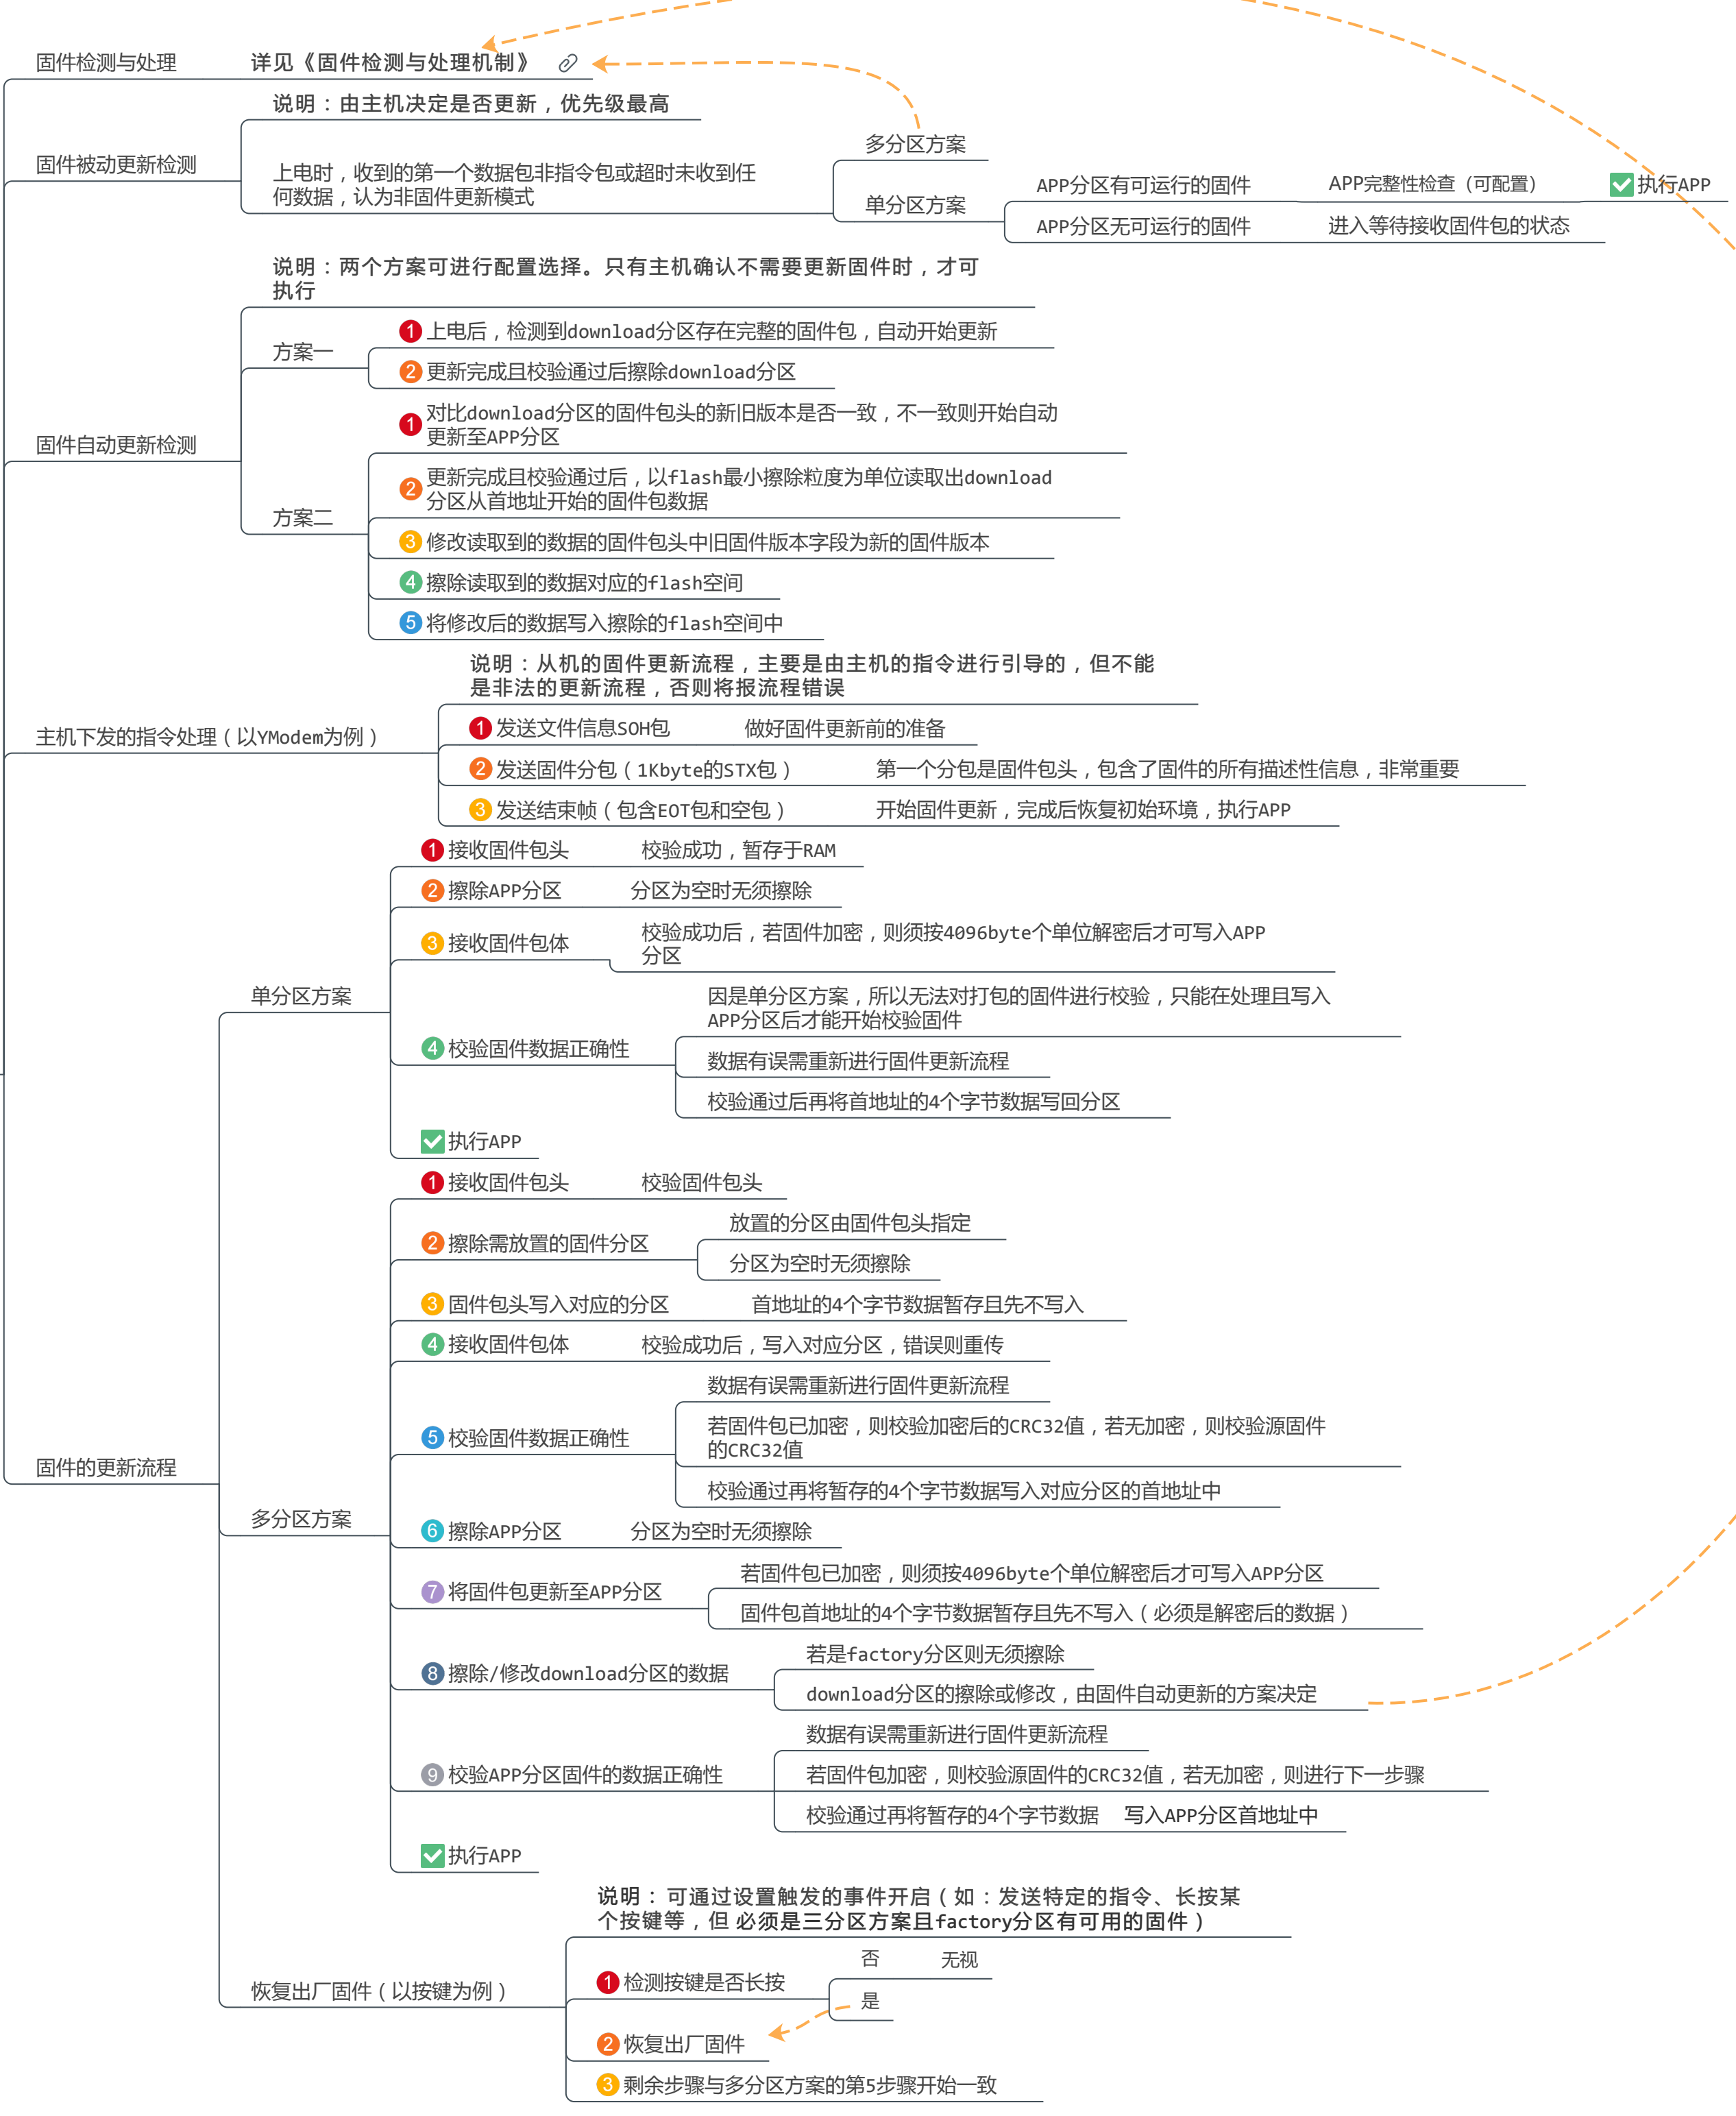 固件检测与处理
详见《固件检测与处理机制》
固件被动更新检测
说明：由主机决定是否更新，优先级最高
上电时，收到的第一个数据包非指令包或超时未收到任
何数据，认为非固件更新模式
多分区方案
单分区方案
APP分区有可运行的固件
APP完整性检查（可配置）
执行APP
APP分区无可运行的固件
进入等待接收固件包的状态
固件自动更新检测
说明：两个方案可进行配置选择。只有主机确认不需要更新固件时，才可
执行
方案一
1 上电后，检测到download分区存在完整的固件包，自动开始更新
2 更新完成且校验通过后擦除download分区
方案二
1 对比download分区的固件包头的新旧版本是否一致，不一致则开始自动
更新至APP分区
2 更新完成且校验通过后，以flash最小擦除粒度为单位读取出download
分区从首地址开始的固件包数据
3 修改读取到的数据的固件包头中旧固件版本字段为新的固件版本
4 擦除读取到的数据对应的flash空间
5 将修改后的数据写入擦除的flash空间中
主机下发的指令处理（以YModem为例）
说明：从机的固件更新流程，主要是由主机的指令进行引导的，但不能
是非法的更新流程，否则将报流程错误
1 发送文件信息SOH包
做好固件更新前的准备
2 发送固件分包（1Kbyte的STX包）
第一个分包是固件包头，包含了固件的所有描述性信息，非常重要
3 发送结束帧（包含EOT包和空包）
开始固件更新，完成后恢复初始环境，执行APP
固件的更新流程
单分区方案
1 接收固件包头
校验成功，暂存于RAM
2 擦除APP分区
分区为空时无须擦除
3 接收固件包体
校验成功后，若固件加密，则须按4096byte个单位解密后才可写入APP
分区
4 校验固件数据正确性
因是单分区方案，所以无法对打包的固件进行校验，只能在处理且写入
APP分区后才能开始校验固件
数据有误需重新进行固件更新流程
校验通过后再将首地址的4个字节数据写回分区
执行APP
多分区方案
1 接收固件包头
校验固件包头
2 擦除需放置的固件分区
放置的分区由固件包头指定
分区为空时无须擦除
3 固件包头写入对应的分区
首地址的4个字节数据暂存且先不写入
4 接收固件包体
校验成功后，写入对应分区，错误则重传
5 校验固件数据正确性
数据有误需重新进行固件更新流程
若固件包已加密，则校验加密后的CRC32值，若无加密，则校验源固件
的CRC32值
校验通过再将暂存的4个字节数据写入对应分区的首地址中
6 擦除APP分区
分区为空时无须擦除
7 将固件包更新至APP分区
若固件包已加密，则须按4096byte个单位解密后才可写入APP分区
固件包首地址的4个字节数据暂存且先不写入（必须是解密后的数据）
8 擦除/修改download分区的数据
若是factory分区则无须擦除
download分区的擦除或修改，由固件自动更新的方案决定
9 校验APP分区固件的数据正确性
数据有误需重新进行固件更新流程
若固件包加密，则校验源固件的CRC32值，若无加密，则进行下一步骤
校验通过再将暂存的4个字节数据 写入APP分区首地址中
执行APP
恢复出厂固件（以按键为例）
说明：可通过设置触发的事件开启（如：发送特定的指令、长按某
个按键等，但 必须是三分区方案且factory分区有可用的固件）
1 检测按键是否长按
否
无视
是
2 恢复出厂固件
3 剩余步骤与多分区方案的第5步骤开始一致